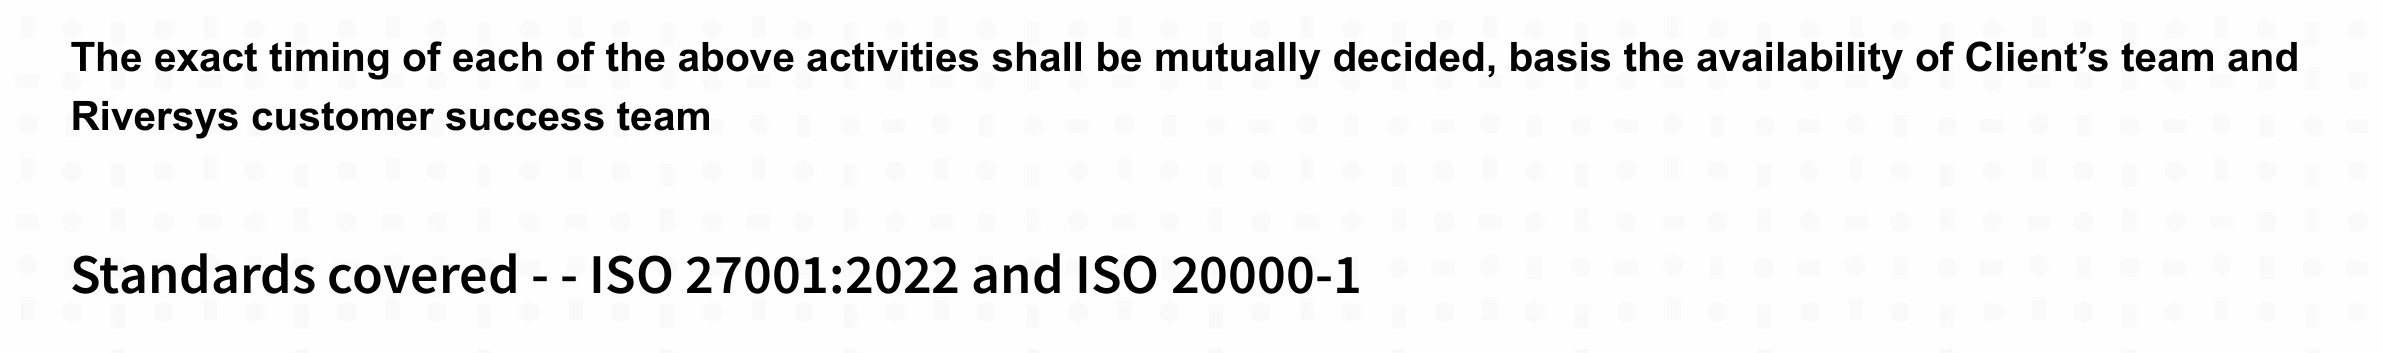 The exact timing of each of the above activities shall be mutually decided, basis the availability of Client’s team and
Riversys customer success team
Standards covered - - ISO 27001:2022 and ISO 20000-1